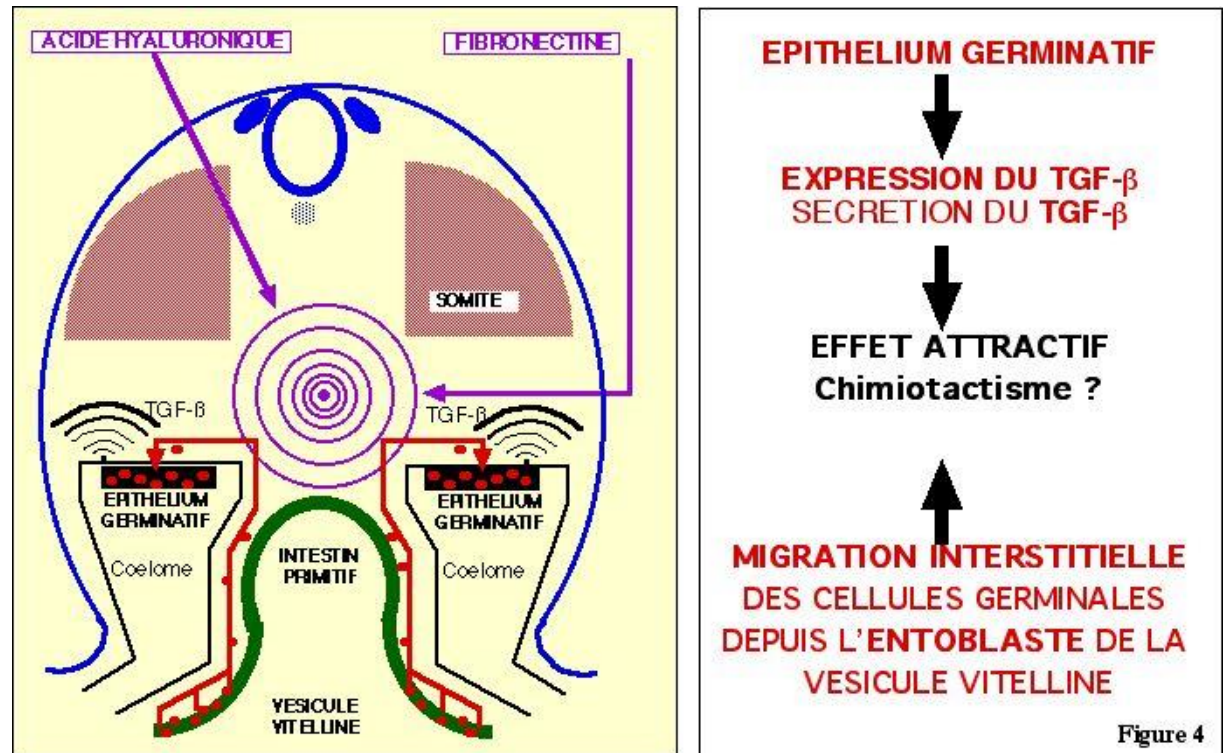 ACIDE HYALURONIQUE
FIBRONECTINE
SOMITE
TGF-β
TGF-β
EPITHELIUM
GERMINATIF
EPITHELIUM
GERMINATIF
INTESTIN
PRIMITIF
Coelome
Coelome
VESICULE
VITELLINE
EPITHELIUM GERMINATIF
EXPRESSION DU TGF-β
SECRETION DU TGF-β
EFFET ATTRACTIF
Chimiotactisme ?
MIGRATION INTERSTITIELLE
DES CELLULES GERMINALES
DEPUIS L'ENTOBLASTE DE LA
VESICULE VITELLINE
Figure 4